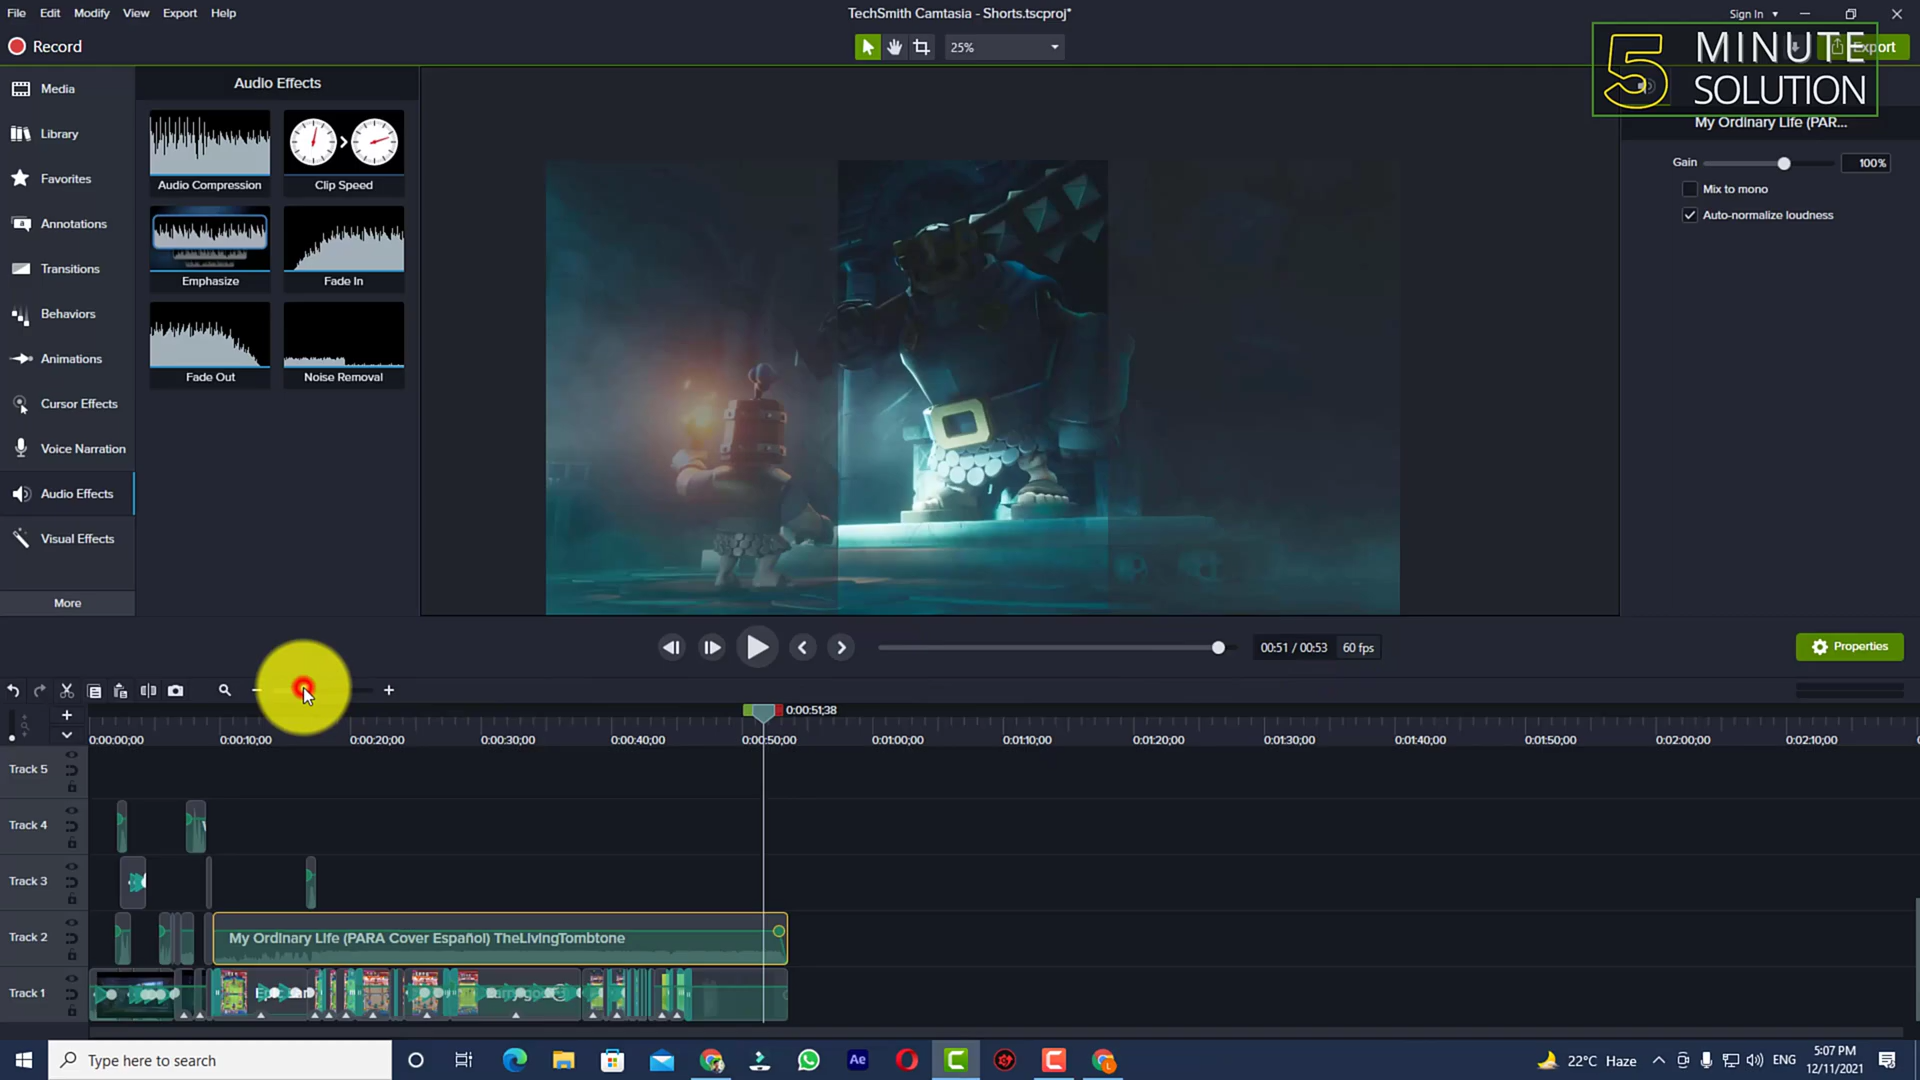 File Edit Modify View Export Help
TechSmith Camtasia - Shorts.tscproj*
Sign In
Record
25%
Export
5 MINUTE SOLUTION
Media
Library
Favorites
Annotations
Transitions
Behaviors
Animations
Cursor Effects
Voice Narration
Audio Effects
Visual Effects
More
Audio Effects
Audio Compression
Clip Speed
Emphasize
Fade In
Fade Out
Noise Removal
My Ordinary Life (PAR...
Gain 100%
Mix to mono
Auto-normalize loudness
00:51 / 00:53 60 fps
Properties
0:00:51;38
0:00:00;00 0:00:10;00 0:00:20;00 0:00:30;00 0:00:40;00 0:00:50;00 0:01:00;00 0:01:10;00 0:01:20;00 0:01:30;00 0:01:40;00 0:01:50;00 0:02:00;00 0:02:10;00
Track 5
Track 4
Track 3
Track 2
My Ordinary Life (PARA Cover Español) TheLivingTombtone
Track 1
Type here to search
Ae
22°C Haze
ENG
5:07 PM
12/11/2021